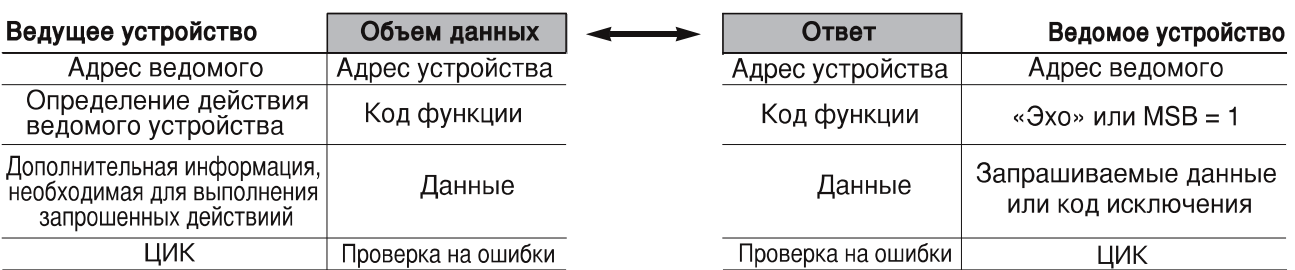 Ведущее устройство Объем данных Ответ Ведомое устройство
Адрес ведомого Адрес устройства Адрес устройства Адрес ведомого
Определение действия
ведомого устройства Код функции Код функции «Эхо» или MSB = 1
Дополнительная информация,
необходимая для выполнения
запрошенных действиий Данные Данные Запрашиваемые данные
или код исключения
ЦИК Проверка на ошибки Проверка на ошибки ЦИК